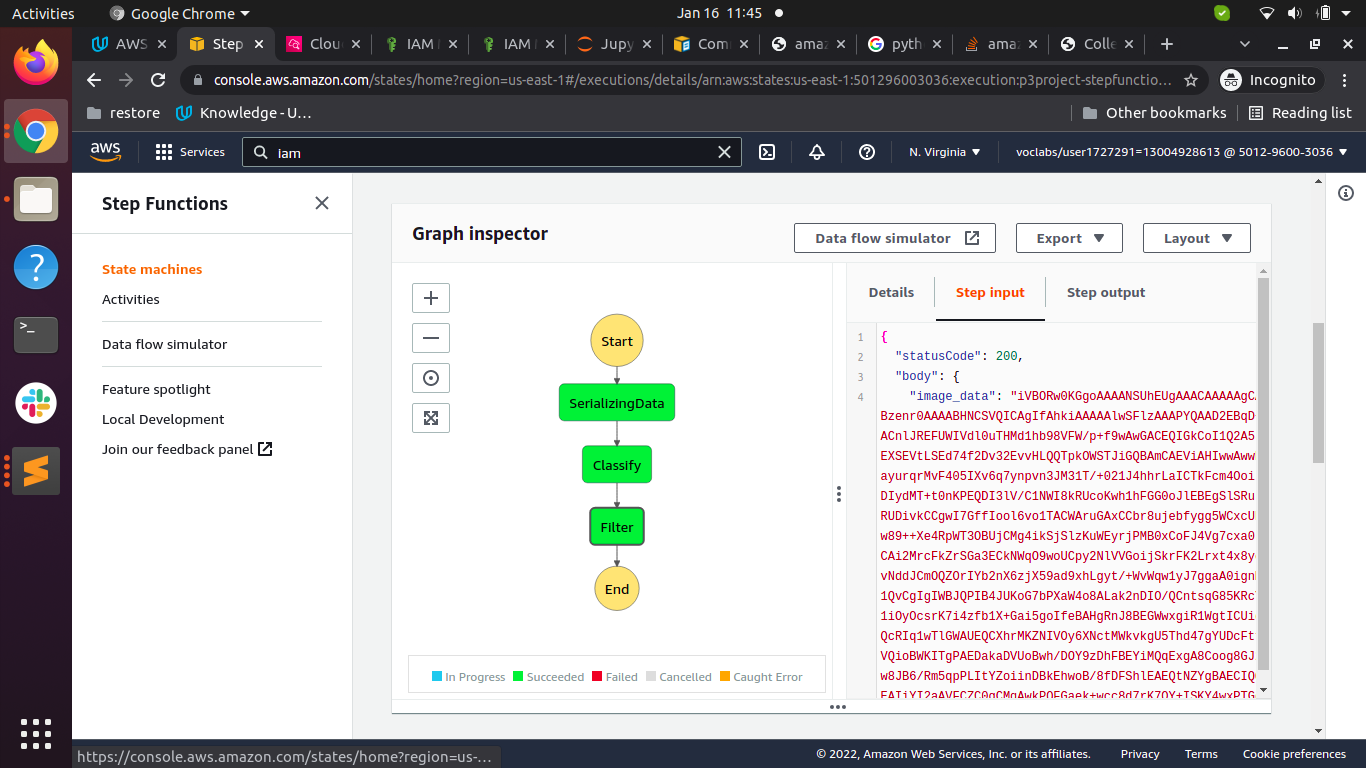 Activities
Google Chrome
Jan 16 11:45
AWS
Step
Clou
IAM
IAM
Jupy
Com
amaz
pyth
amaz
Colle
console.aws.amazon.com/states/home?region=us-east-1#/executions/details/arn:aws:states:us-east-1:501296003036:execution:p3project-stepfunctio…
Incognito
restore
Knowledge - U…
Other bookmarks
Reading list
aws
Services
iam
N. Virginia
voclabs/user1727291=13004928613 @ 5012-9600-3036
Step Functions
State machines
Activities
Data flow simulator
Feature spotlight
Local Development
Join our feedback panel
Graph inspector
Data flow simulator
Export
Layout
Start
SerializingData
Classify
Filter
End
In Progress
Succeeded
Failed
Cancelled
Caught Error
Details
Step input
Step output
1 {
2 "statusCode": 200,
3 "body": {
4 "image_data": "iVBORw0KGgoAAAANSUhEUgAAACAAAAAgCA
Bzenr0AAAABHNCSVQICAgIfAhkiAAAAAlwSFlzAAAPYQAAD2EBqD
ACnlJREFUWIVdl0uTHMd1hb98VFW/p+f9wAwGACEQIGkCoI1Q2A5
EXSEVtLSEd74f2Dv32EvvHLQQTpkOWSTJiGQBAmCAEViAHIwwAww
ayurqrMvF405IXv6q7ynpvn3JM31T/+021J4hhrLaICTkFcm4Ooi
DIydMT+t0nKPEQDI3lV/C1NWI8kRUcoKwh1hFGG0oJlEBEgSlSRu
RUDivkCCgwI7GffIool6vo1TACWAruGAxCCbr8ujebfygg5WCxcU
w89++Xe4RpWT3OBUjCMg4ikSjSlzKuWEyrjPMB0xCoFJ4Vg7cxa0
CAi2MrcFkZrSGa3ECkNWqO9woUCpy2NlVVGoijSkrFK2Lrxt4x8y
vNddJCmOQZOrIYb2nX6zjX59ad9xhLgyt/+WvWqw1yJ7ggaA0ign
1QvCgIgIWBJQPIB4JUKoG7bPXaW4o8ALak2nDIO/QCntsqG85KRc
1iOyOcsrK7i4zfb1X+Gai5goIfeBAHgRnJ8BEGWwxgiR1WgtICUi
QcRIq1wTlGWAUEQCXhrMKZNIVOy6XNctMWkvkgU5Thd47gYUDcFt
VQioBWKITgPAEDakaDVUoBwh/DOY9zDhFBEYiMQqExgA8Coog8GJ
w8JB6/Rm5qpPLItYZoiinDBkEhwoB/8fDFShlEAEQtNZYgBAECIQ
© 2022, Amazon Web Services, Inc. or its affiliates.
Privacy
Terms
Cookie preferences
https://console.aws.amazon.com/states/home?region=us-…